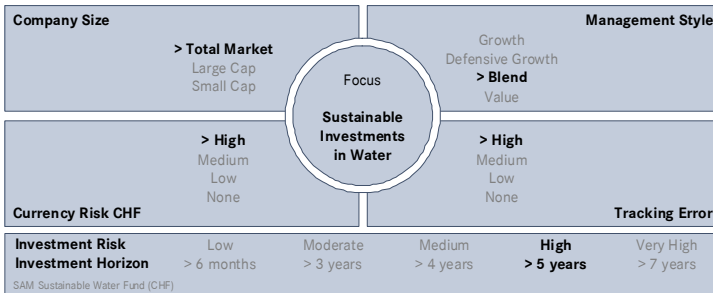 Company Size
> Total Market
Large Cap
Small Cap
Management Style
Growth
Defensive Growth
> Blend
Value
Focus
Sustainable
Investments
in Water
> High
Medium
Low
None
Currency Risk CHF
> High
Medium
Low
None
Tracking Error
Investment Risk Low Moderate Medium High Very High
Investment Horizon > 6 months > 3 years > 4 years > 5 years > 7 years
SAM Sustainable Water Fund (CHF)